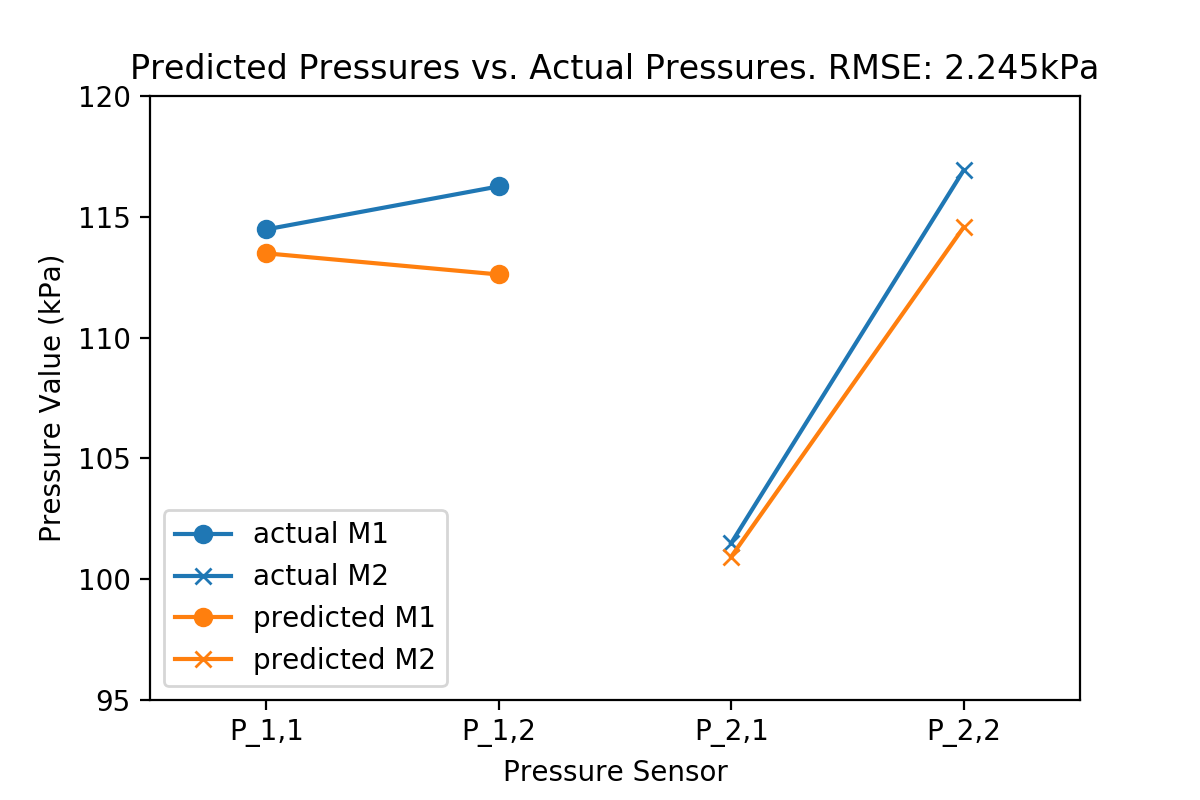 Predicted Pressures vs. Actual Pressures. RMSE: 2.245kPa
120
115
110
105
100
95
Pressure Value (kPa)
actual M1
actual M2
predicted M1
predicted M2
P_1,1 P_1,2 P_2,1 P_2,2
Pressure Sensor